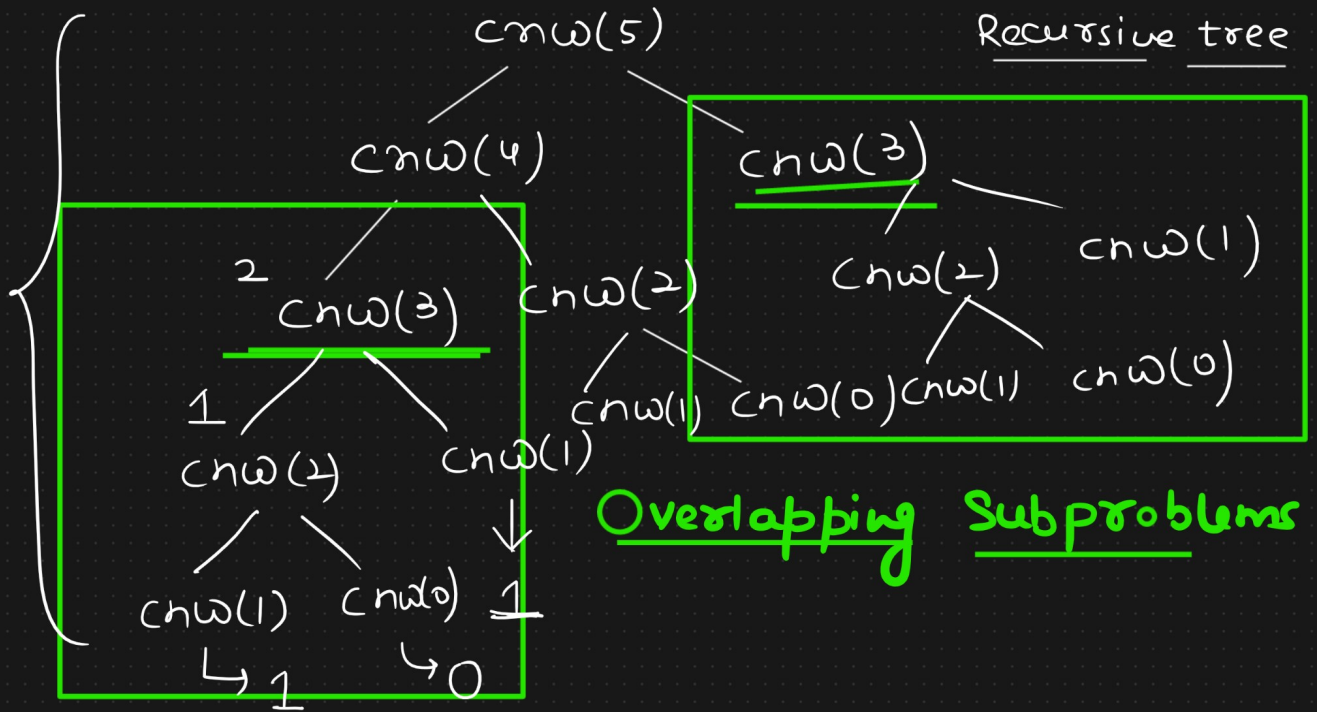 cnw(5)
Recursive tree
cnw(4)
cnw(3)
cnw(1)
2
cnw(3)
cnw(2)
cnw(2)
1
cnw(1)
cnw(0)
cnw(1)
cnw(0)
cnw(2)
cnw(1)
Overlapping Subproblems
cnw(1)
cnw(0)
1
1
0